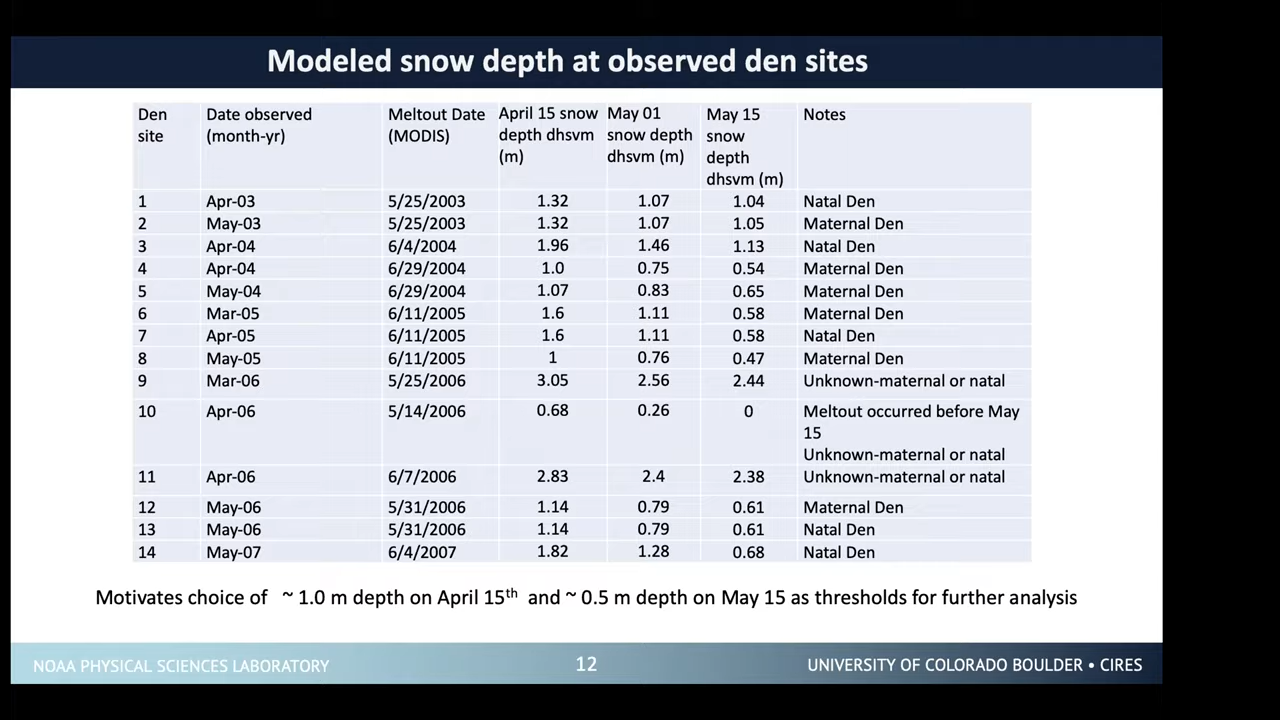 Modeled snow depth at observed den sites
Den site | Date observed (month-yr) | Meltout Date (MODIS) | April 15 snow depth dhsvm (m) | May 01 snow depth dhsvm (m) | May 15 snow depth dhsvm (m) | Notes
1 | Apr-03 | 5/25/2003 | 1.32 | 1.07 | 1.04 | Natal Den
2 | May-03 | 5/25/2003 | 1.32 | 1.07 | 1.05 | Maternal Den
3 | Apr-04 | 6/4/2004 | 1.96 | 1.46 | 1.13 | Natal Den
4 | Apr-04 | 6/29/2004 | 1.0 | 0.75 | 0.54 | Maternal Den
5 | May-04 | 6/29/2004 | 1.07 | 0.83 | 0.65 | Maternal Den
6 | Mar-05 | 6/11/2005 | 1.6 | 1.11 | 0.58 | Maternal Den
7 | Apr-05 | 6/11/2005 | 1.6 | 1.11 | 0.58 | Natal Den
8 | May-05 | 6/11/2005 | 1 | 0.76 | 0.47 | Maternal Den
9 | Mar-06 | 5/25/2006 | 3.05 | 2.56 | 2.44 | Unknown-maternal or natal
10 | Apr-06 | 5/14/2006 | 0.68 | 0.26 | 0 | Meltout occurred before May
15
Unknown-maternal or natal
11 | Apr-06 | 6/7/2006 | 2.83 | 2.4 | 2.38 | Unknown-maternal or natal
12 | May-06 | 5/31/2006 | 1.14 | 0.79 | 0.61 | Maternal Den
13 | May-06 | 5/31/2006 | 1.14 | 0.79 | 0.61 | Natal Den
14 | May-07 | 6/4/2007 | 1.82 | 1.28 | 0.68 | Natal Den
Motivates choice of ~ 1.0 m depth on April 15th and ~ 0.5 m depth on May 15 as thresholds for further analysis
NOAA PHYSICAL SCIENCES LABORATORY
12
UNIVERSITY OF COLORADO BOULDER • CIRES